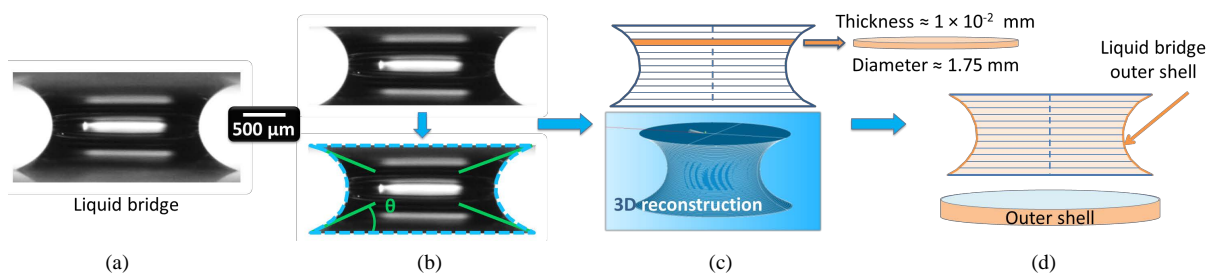 Liquid bridge
500 μm
θ
Thickness ≈ 1 × 10⁻² mm
Diameter ≈ 1.75 mm
3D reconstruction
Liquid bridge
outer shell
Outer shell
(a)
(b)
(c)
(d)